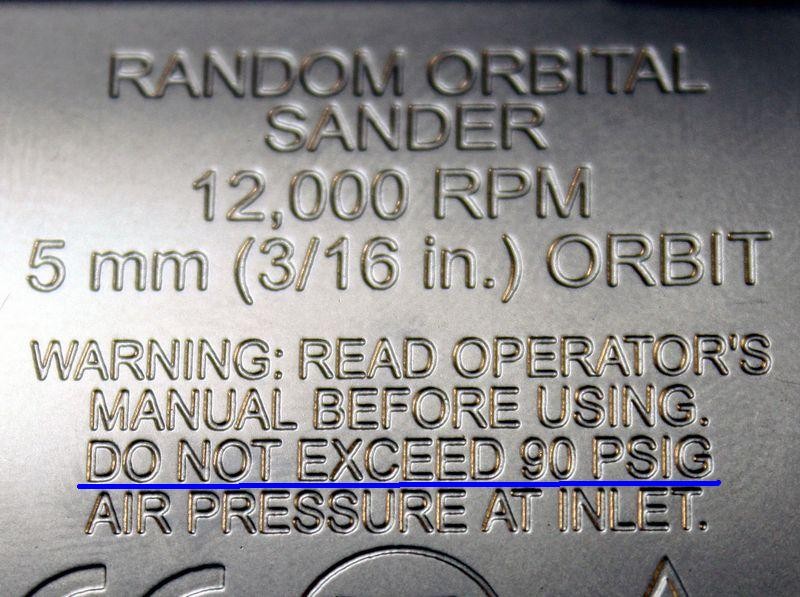 RANDOM ORBITAL
SANDER
12,000 RPM
5 mm (3/16 in.) ORBIT
WARNING: READ OPERATOR'S
MANUAL BEFORE USING.
DO NOT EXCEED 90 PSIG
AIR PRESSURE AT INLET.
CE